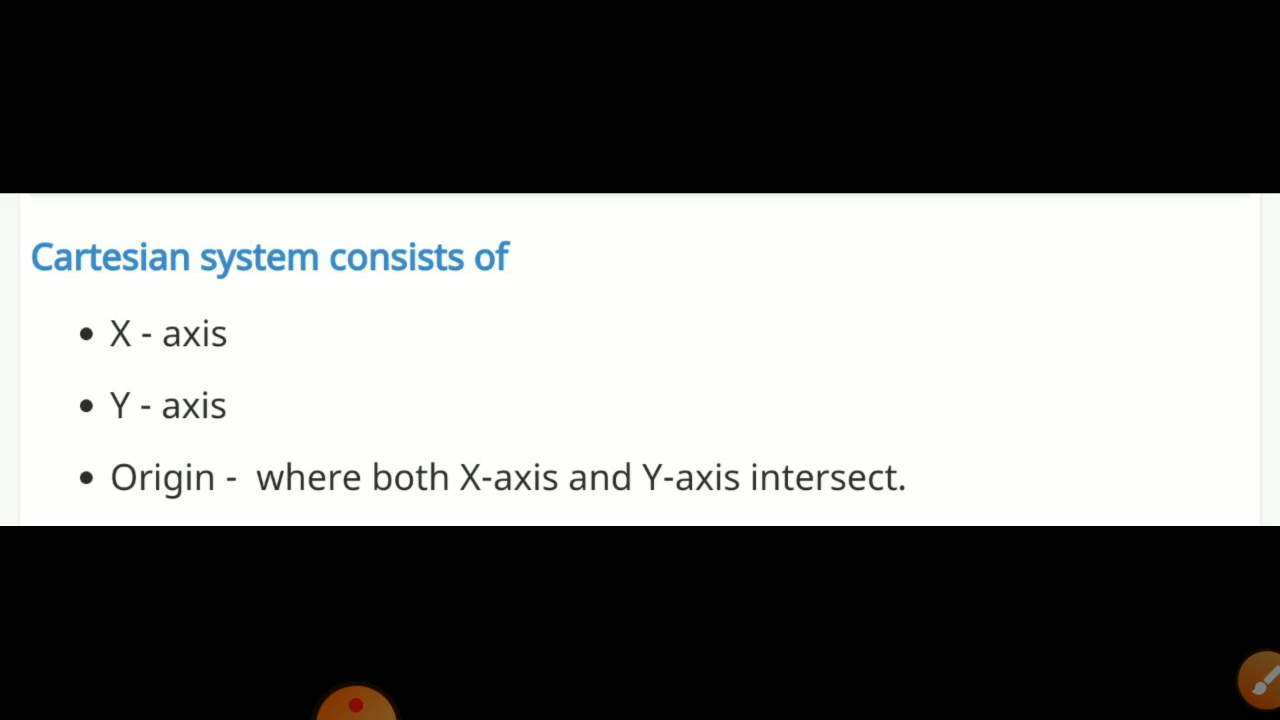 Cartesian system consists of
• X - axis
• Y - axis
• Origin -  where both X-axis and Y-axis intersect.